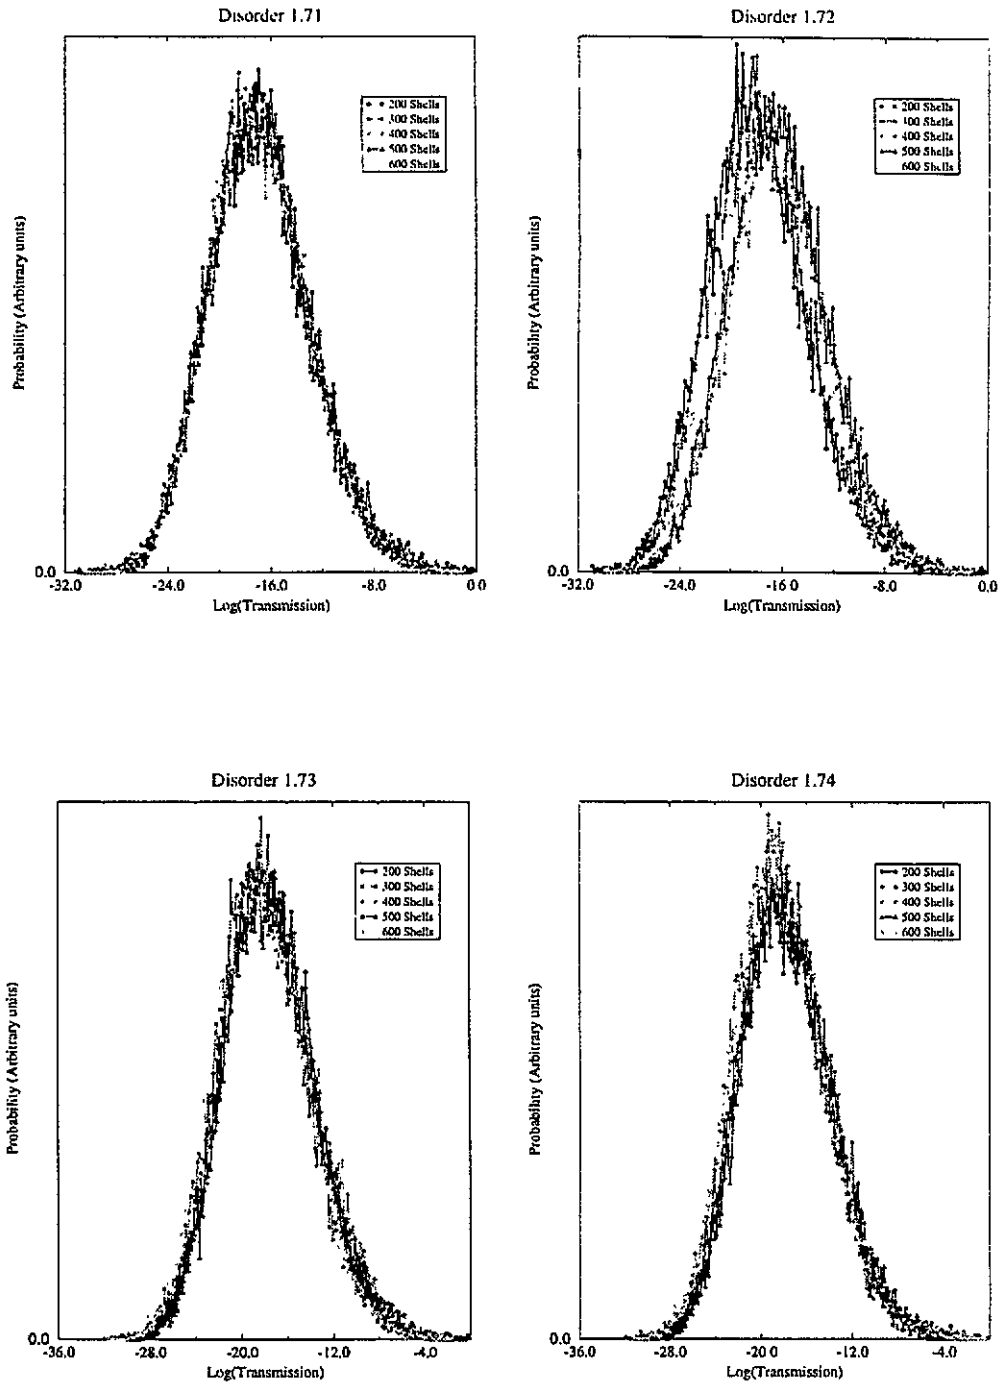 Disorder 1.71
Probability (Arbitrary units)
200 Shells
300 Shells
400 Shells
500 Shells
600 Shells
0.0
-32.0 -24.0 -16.0 -8.0 0.0
Log(Transmission)
Disorder 1.72
Probability (Arbitrary units)
200 Shells
300 Shells
400 Shells
500 Shells
600 Shells
0.0
-32.0 -24.0 -16.0 -8.0 0.0
Log(Transmission)
Disorder 1.73
Probability (Arbitrary units)
200 Shells
300 Shells
400 Shells
500 Shells
600 Shells
0.0
-36.0 -28.0 -20.0 -12.0 -4.0
Log(Transmission)
Disorder 1.74
Probability (Arbitrary units)
200 Shells
300 Shells
400 Shells
500 Shells
600 Shells
0.0
-36.0 -28.0 -20.0 -12.0 -4.0
Log(Transmission)